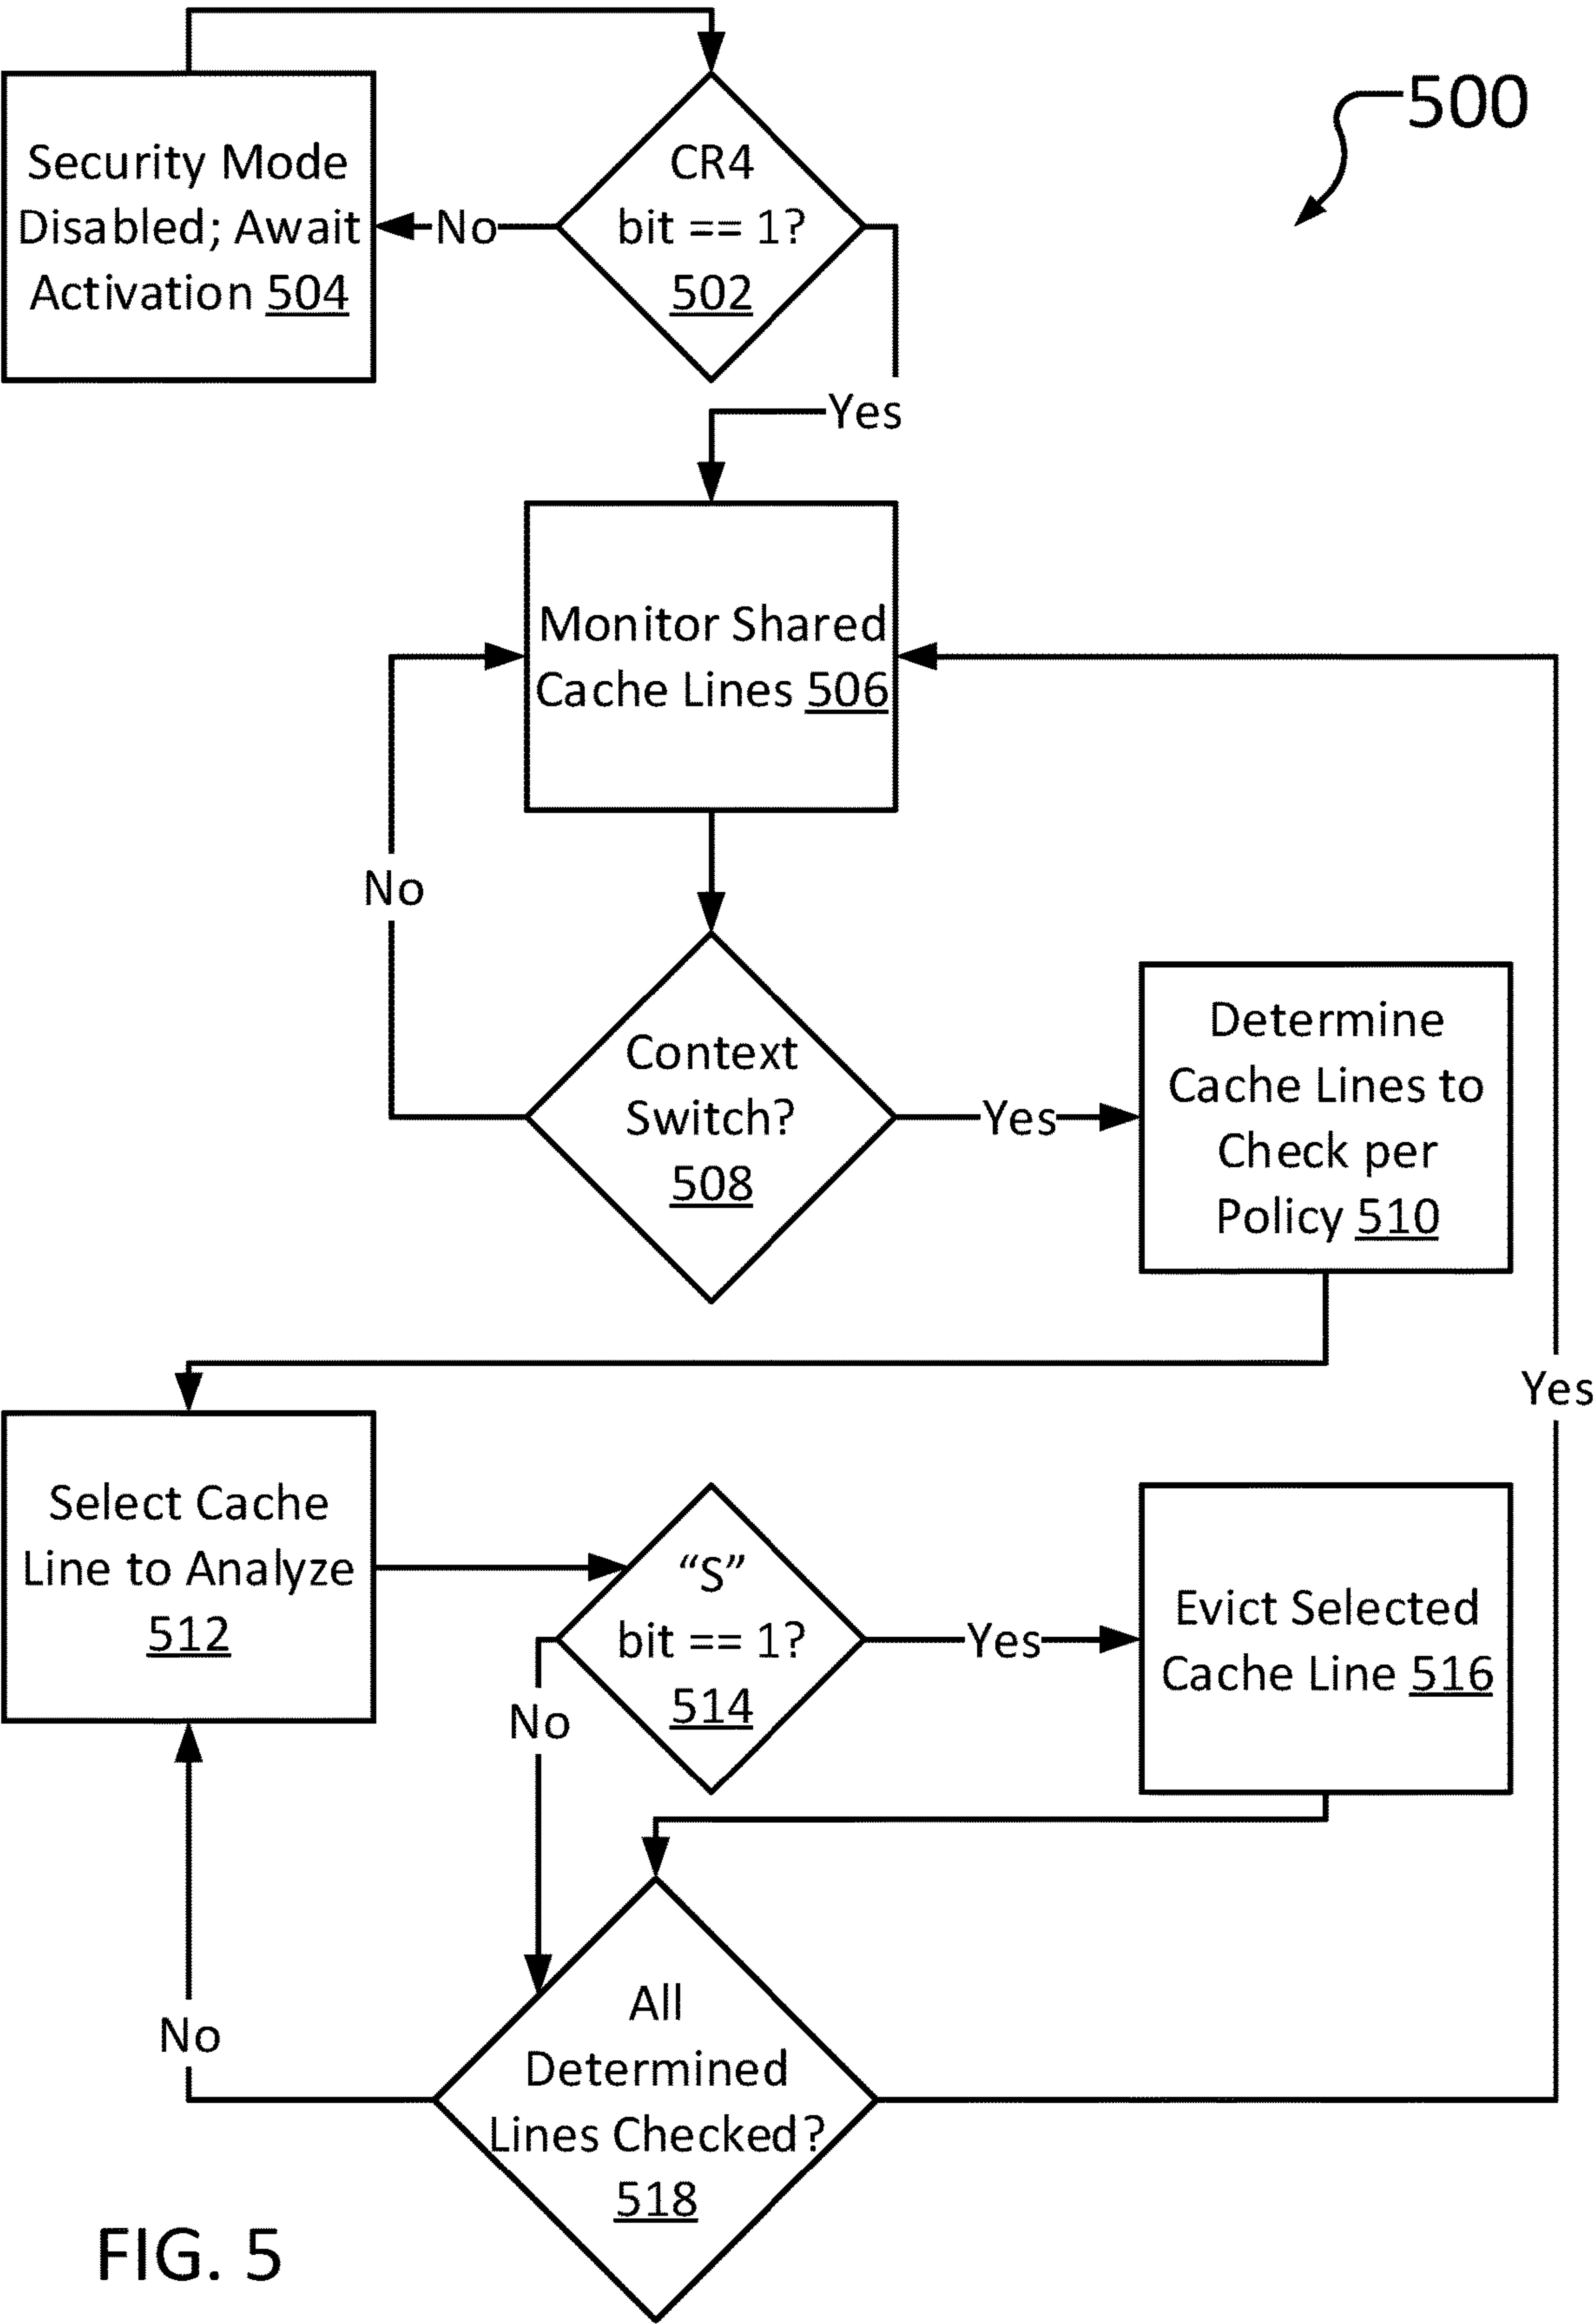 500
Security Mode
Disabled; Await
Activation 504
No
CR4
bit == 1?
502
Yes
Monitor Shared
Cache Lines 506
No
Context
Switch?
508
Yes
Determine
Cache Lines to
Check per
Policy 510
Yes
Select Cache
Line to Analyze
512
"S"
bit == 1?
514
Yes
Evict Selected
Cache Line 516
No
No
All
Determined
Lines Checked?
518
FIG. 5